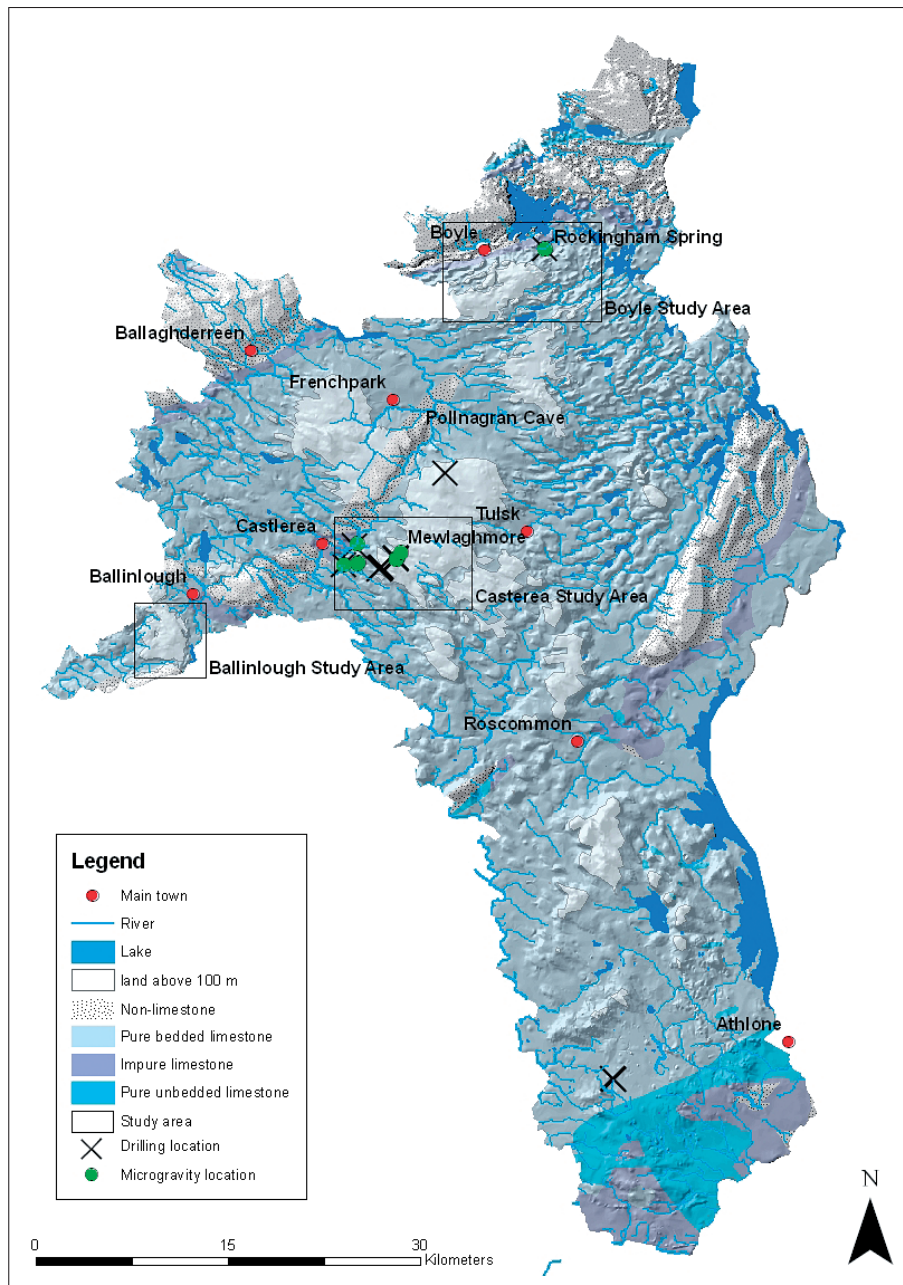 Boyle
Rockingham Spring
Boyle Study Area
Ballaghderreen
Frenchpark
Pollnagran Cave
Tulsk
Castlerea
Mewlaghmore
Ballinlough
Casterea Study Area
Ballinlough Study Area
Roscommon
Athlone
Legend
Main town
River
Lake
land above 100 m
Non-limestone
Pure bedded limestone
Impure limestone
Pure unbedded limestone
Study area
Drilling location
Microgravity location
N
0 15 30
Kilometers